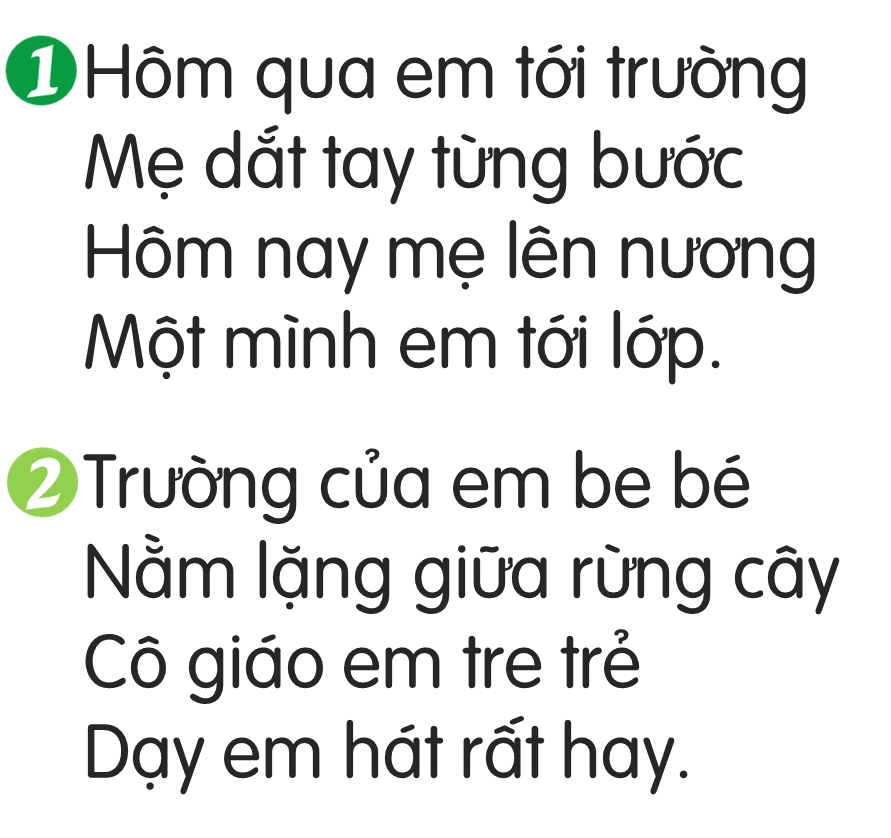 1 Hôm qua em tới trường
Mẹ dắt tay từng bước
Hôm nay mẹ lên nương
Một mình em tới lớp.
2 Trường của em be bé
Nằm lặng giữa rừng cây
Cô giáo em tre trẻ
Dạy em hát rất hay.